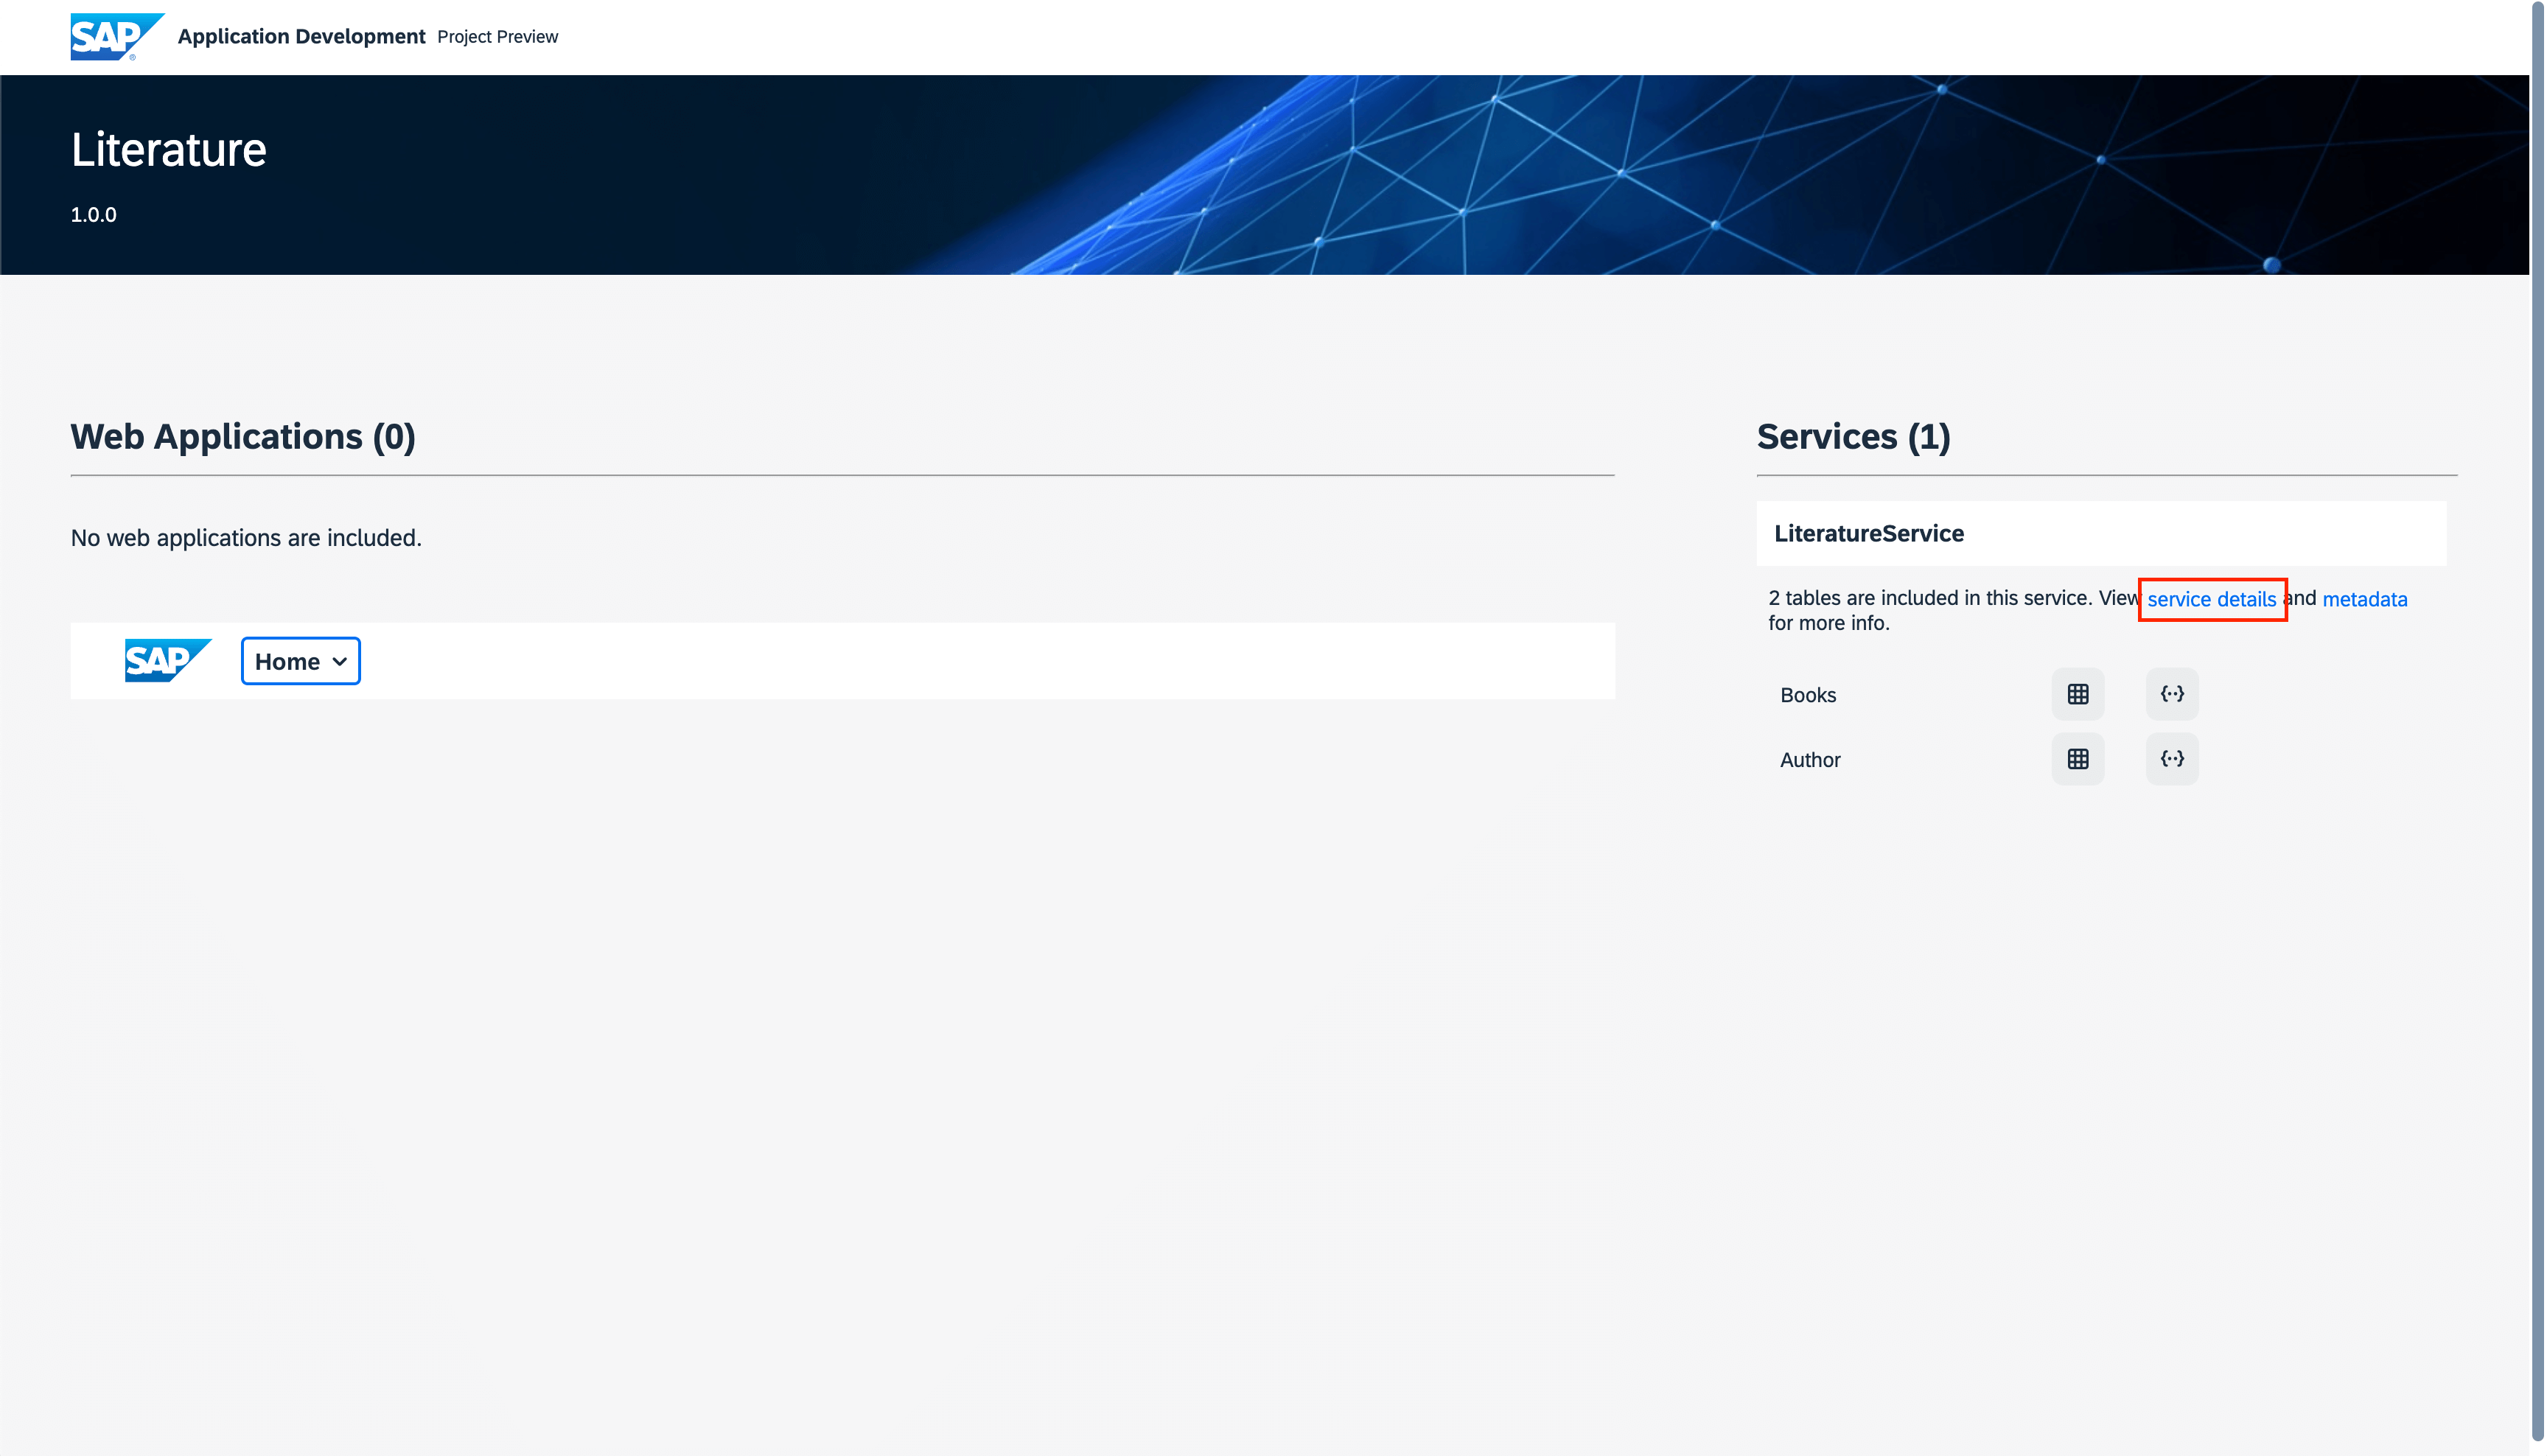 SAP ® Application Development Project Preview
Literature
1.0.0
Web Applications (0)
No web applications are included.
SAP Home
Services (1)
LiteratureService
2 tables are included in this service. View service details and metadata
for more info.
Books {··}
Author {··}